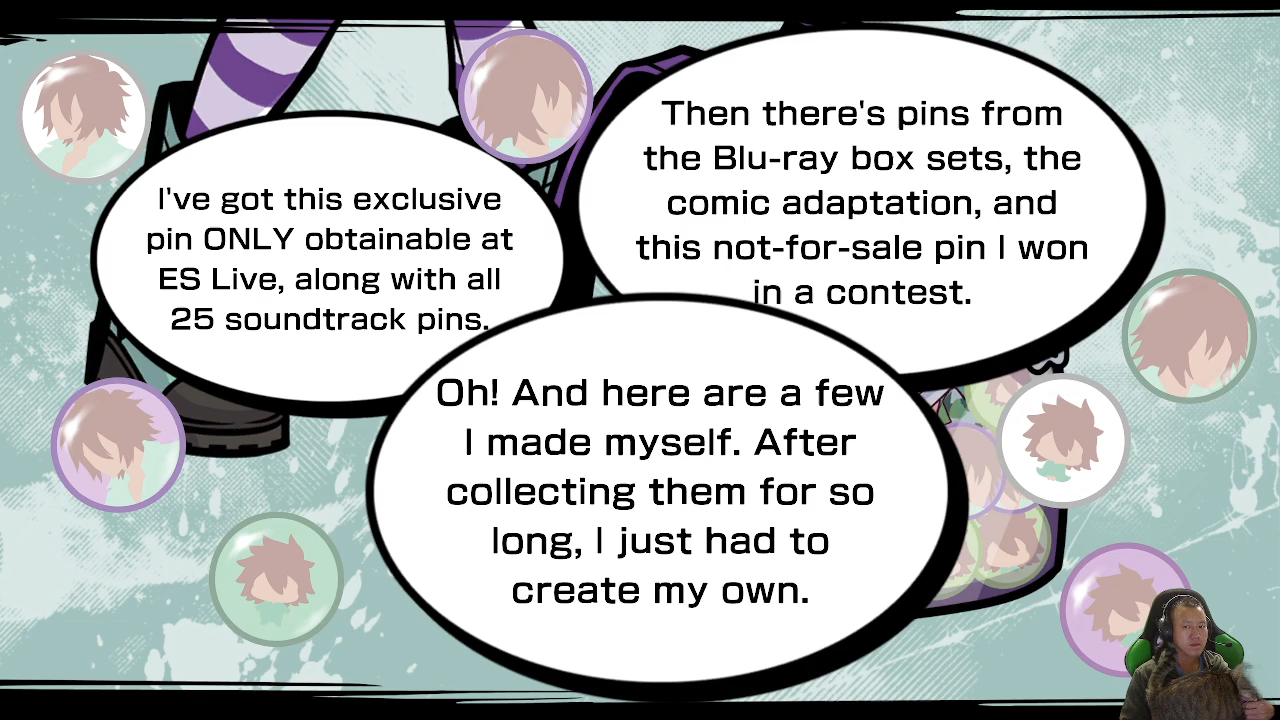 I've got this exclusive
pin ONLY obtainable at
ES Live, along with all
25 soundtrack pins.
Then there's pins from
the Blu-ray box sets, the
comic adaptation, and
this not-for-sale pin I won
in a contest.
Oh! And here are a few
I made myself. After
collecting them for so
long, I just had to
create my own.